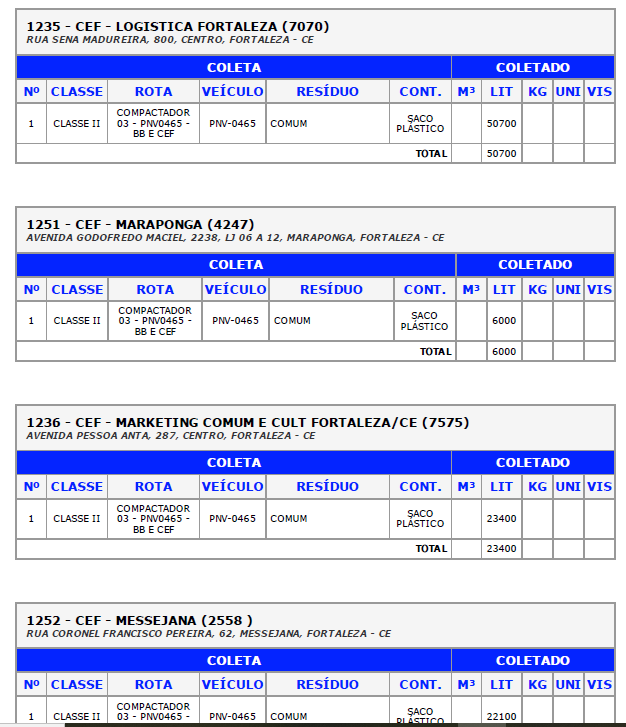 1235 - CEF - LOGISTICA FORTALEZA (7070)
RUA SENA MADUREIRA, 800, CENTRO, FORTALEZA - CE
COLETA COLETADO
Nº CLASSE ROTA VEÍCULO RESÍDUO CONT. M³ LIT KG UNI VIS
1 CLASSE II COMPACTADOR 03 - PNV0465 - BB E CEF PNV-0465 COMUM SACO PLÁSTICO 50700
TOTAL 50700
1251 - CEF - MARAPONGA (4247)
AVENIDA GODOFREDO MACIEL, 2238, LJ 06 A 12, MARAPONGA, FORTALEZA - CE
COLETA COLETADO
Nº CLASSE ROTA VEÍCULO RESÍDUO CONT. M³ LIT KG UNI VIS
1 CLASSE II COMPACTADOR 03 - PNV0465 - BB E CEF PNV-0465 COMUM SACO PLÁSTICO 6000
TOTAL 6000
1236 - CEF - MARKETING COMUM E CULT FORTALEZA/CE (7575)
AVENIDA PESSOA ANTA, 287, CENTRO, FORTALEZA - CE
COLETA COLETADO
Nº CLASSE ROTA VEÍCULO RESÍDUO CONT. M³ LIT KG UNI VIS
1 CLASSE II COMPACTADOR 03 - PNV0465 - BB E CEF PNV-0465 COMUM SACO PLÁSTICO 23400
TOTAL 23400
1252 - CEF - MESSEJANA (2558 )
RUA CORONEL FRANCISCO PEREIRA, 62, MESSEJANA, FORTALEZA - CE
COLETA COLETADO
Nº CLASSE ROTA VEÍCULO RESÍDUO CONT. M³ LIT KG UNI VIS
1 CLASSE II COMPACTADOR 03 - PNV0465 - PNV-0465 COMUM SACO PLÁSTICO 22100